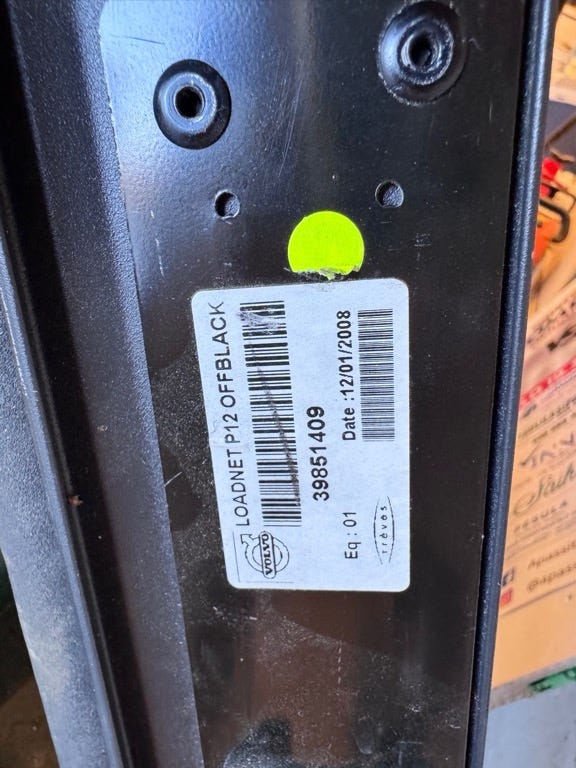 LOADNET P12 OFFBLACK
39851409
Date :12/01/2008
Eq : 01
VOLVO
Trèves